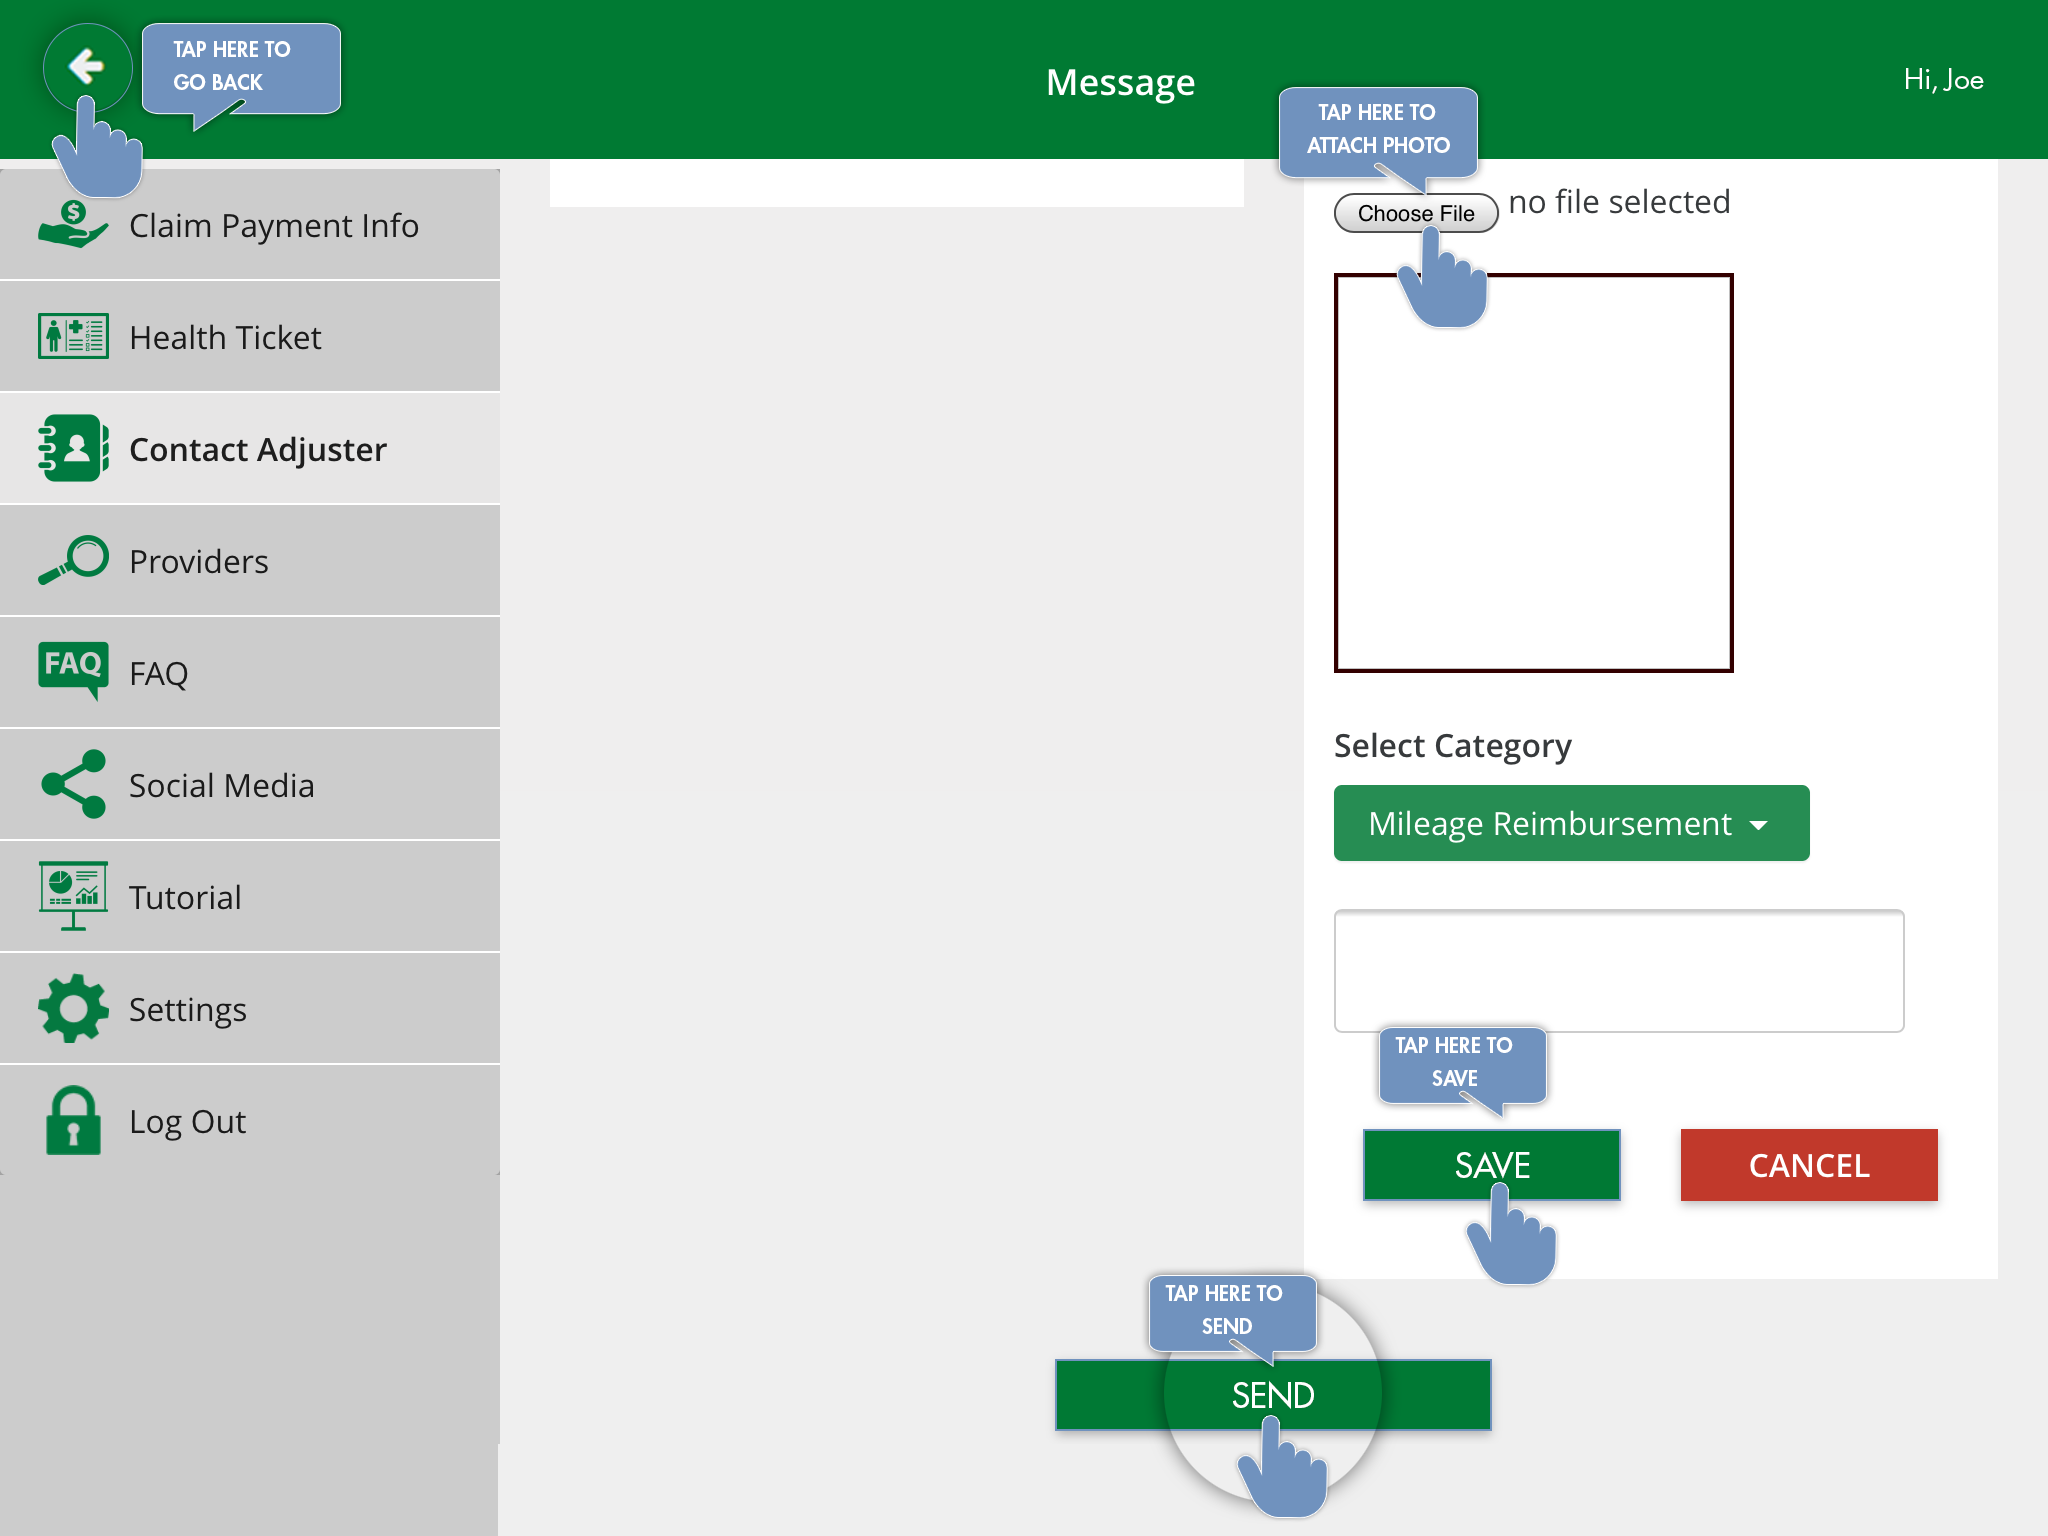 TAP HERE TO
GO BACK
Message
Hi, Joe
TAP HERE TO
ATTACH PHOTO
Choose File no file selected
Claim Payment Info
Health Ticket
Contact Adjuster
Providers
FAQ
FAQ
Social Media
Tutorial
Settings
Log Out
Select Category
Mileage Reimbursement
TAP HERE TO
SAVE
SAVE
CANCEL
TAP HERE TO
SEND
SEND